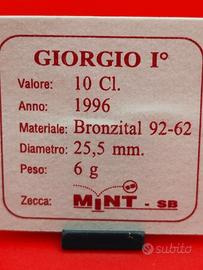 GIORGIO I°
Valore: 10 Cl.
Anno: 1996
Materiale: Bronzital 92-62
Diametro: 25,5 mm.
Peso: 6 g
Zecca: MiNT - SB
subito